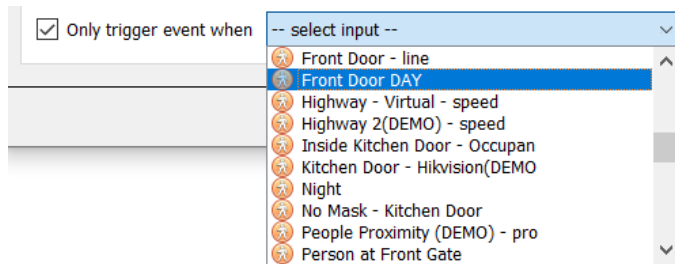 Only trigger event when
-- select input --
Front Door - line
Front Door DAY
Highway - Virtual - speed
Highway 2(DEMO) - speed
Inside Kitchen Door - Occupan
Kitchen Door - Hikvision(DEMO
Night
No Mask - Kitchen Door
People Proximity (DEMO) - pro
Person at Front Gate